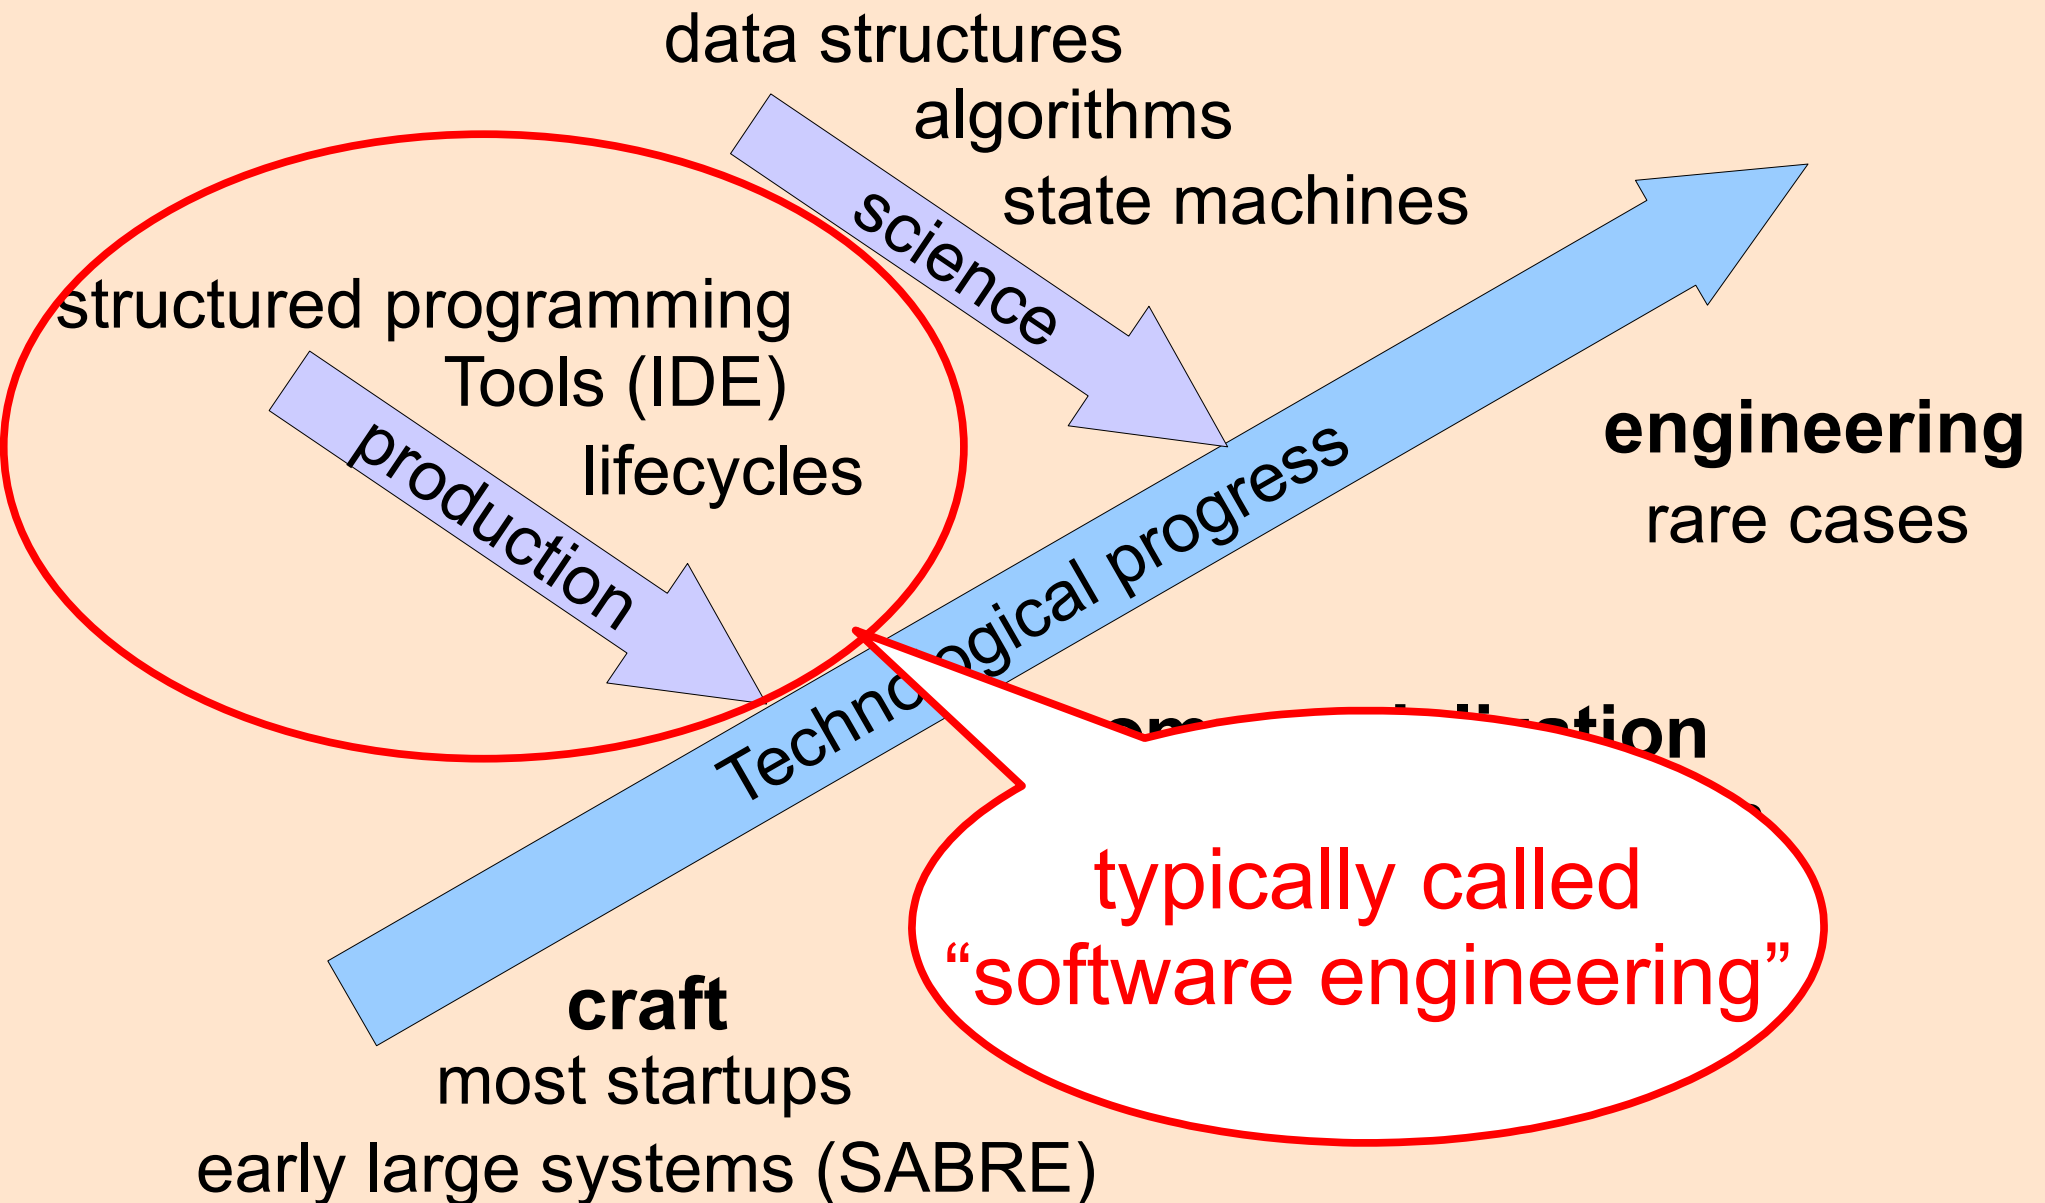 data structures
algorithms
state machines
science
structured programming
Tools (IDE)
lifecycles
production
Technological progress
engineering
rare cases
typically called
“software engineering”
craft
most startups
early large systems (SABRE)